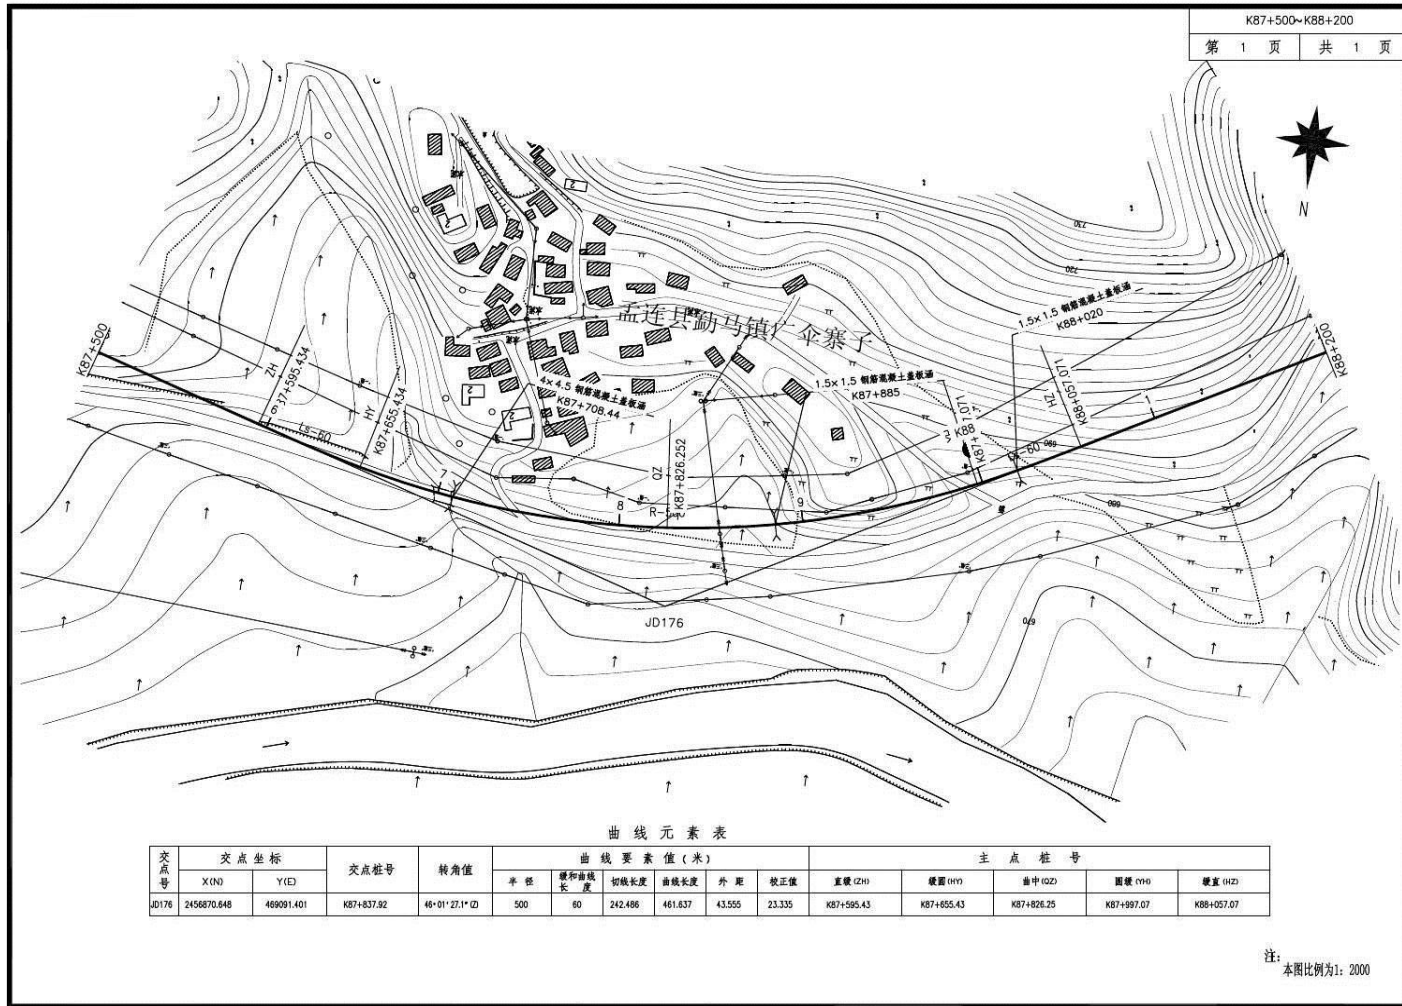 K87+500~K88+200
第 1 页 共 1 页
N
730
720
1.5×1.5 钢筋混凝土盖板涵
K88+020
孟连县勐马镇广伞寨子
K87+500
ZH
K87+595.434
Ls-60
HY
K87+655.434
4×4.5 钢筋混凝土盖板涵
K87+708.44
1.5×1.5 钢筋混凝土盖板涵
K87+885
QZ
K87+826.252
K88
HZ
K88+057.071
K88+200
690
7
8
9
1
680
670
JD176
曲线元素表
交点号 交点坐标 交点桩号 转角值 曲线要素值(米) 主点桩号
X(N) Y(E) 半径 缓和曲线长度 切线长度 曲线长度 外距 校正值 直缓(ZH) 缓圆(HY) 曲中(QZ) 圆缓(YH) 缓直(HZ)
JD176 2456870.648 469091.401 K87+837.92 46°01'27.1"(Z) 500 60 242.486 461.637 43.555 23.335 K87+595.43 K87+655.43 K87+826.25 K87+997.07 K88+057.07
注:
本图比例为1: 2000